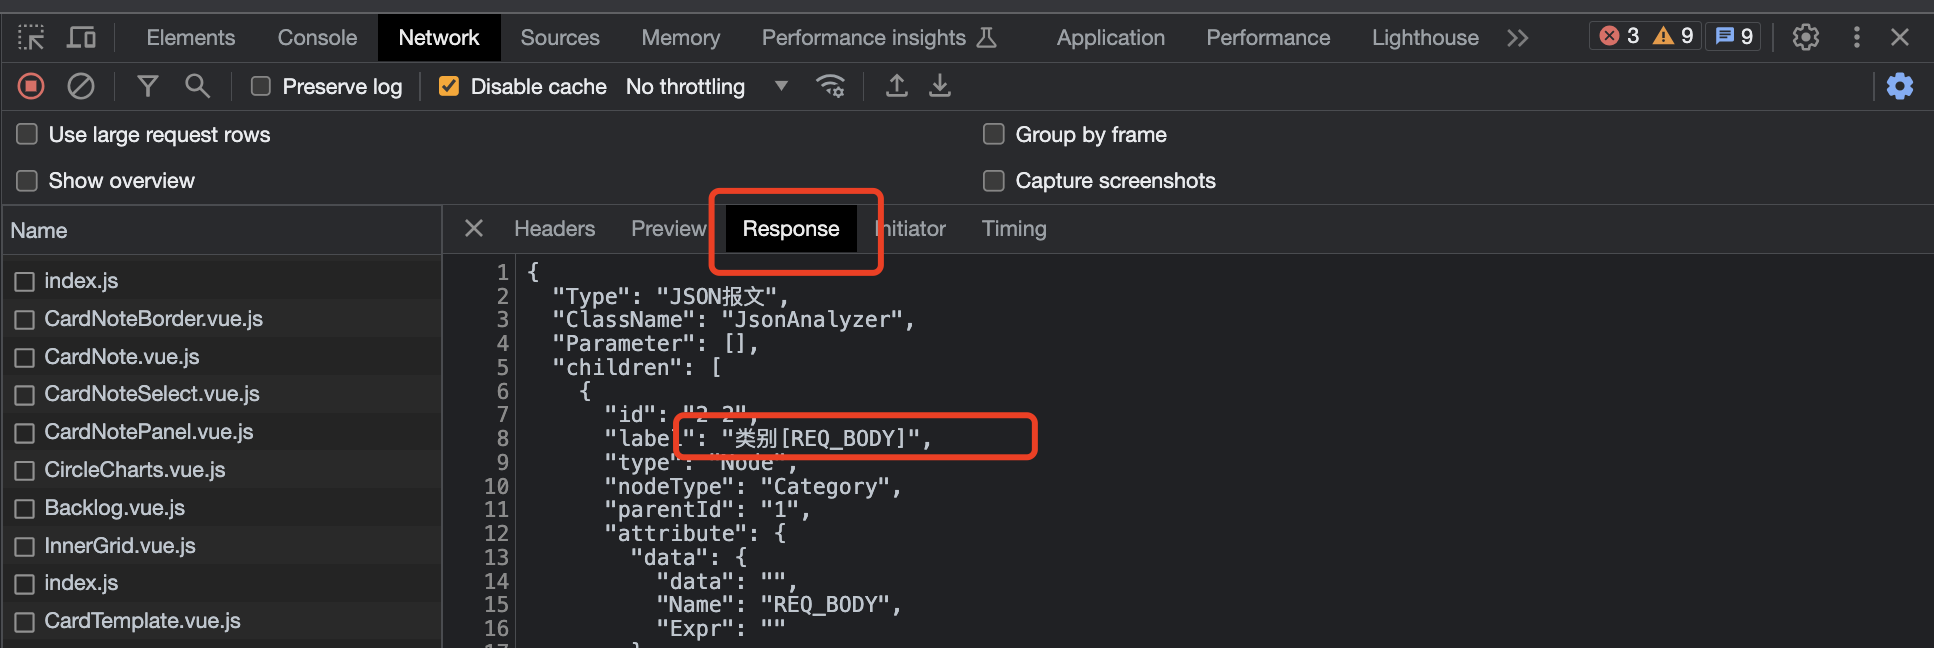 Elements Console Network Sources Memory Performance insights Application Performance Lighthouse 3 9 9
Preserve log Disable cache No throttling
Use large request rows Group by frame
Show overview Capture screenshots
Name Headers Preview Response Initiator Timing
index.js
CardNoteBorder.vue.js
CardNote.vue.js
CardNoteSelect.vue.js
CardNotePanel.vue.js
CircleCharts.vue.js
Backlog.vue.js
InnerGrid.vue.js
index.js
CardTemplate.vue.js
1 {
2 "Type": "JSON报文",
3 "ClassName": "JsonAnalyzer",
4 "Parameter": [],
5 "children": [
6 {
7 "id": "2-2",
8 "label": "类别[REQ_BODY]",
9 "type": "Node",
10 "nodeType": "Category",
11 "parentId": "1",
12 "attribute": {
13 "data": {
14 "data": "",
15 "Name": "REQ_BODY",
16 "Expr": ""
17 }